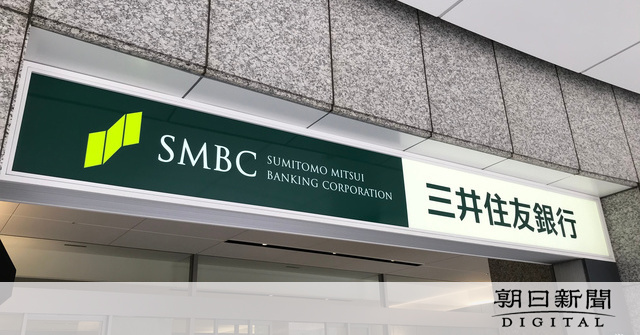 SMBC
SUMITOMO MITSUI
BANKING CORPORATION
三井住友銀行
朝日新聞
DIGITAL